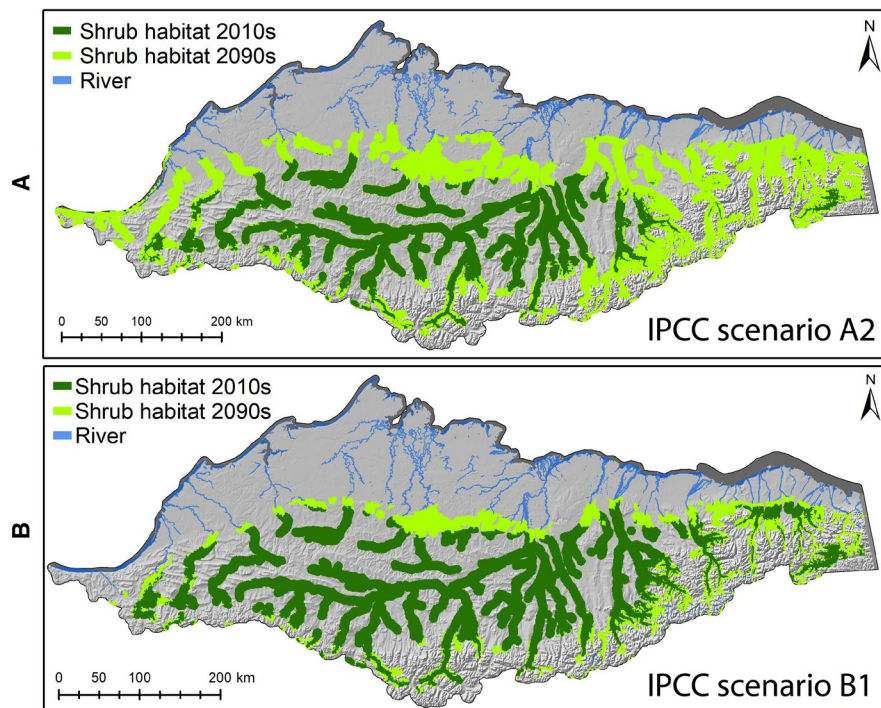 Shrub habitat 2010s
Shrub habitat 2090s
River
N
A
0 50 100 200 km
IPCC scenario A2
Shrub habitat 2010s
Shrub habitat 2090s
River
N
B
0 50 100 200 km
IPCC scenario B1